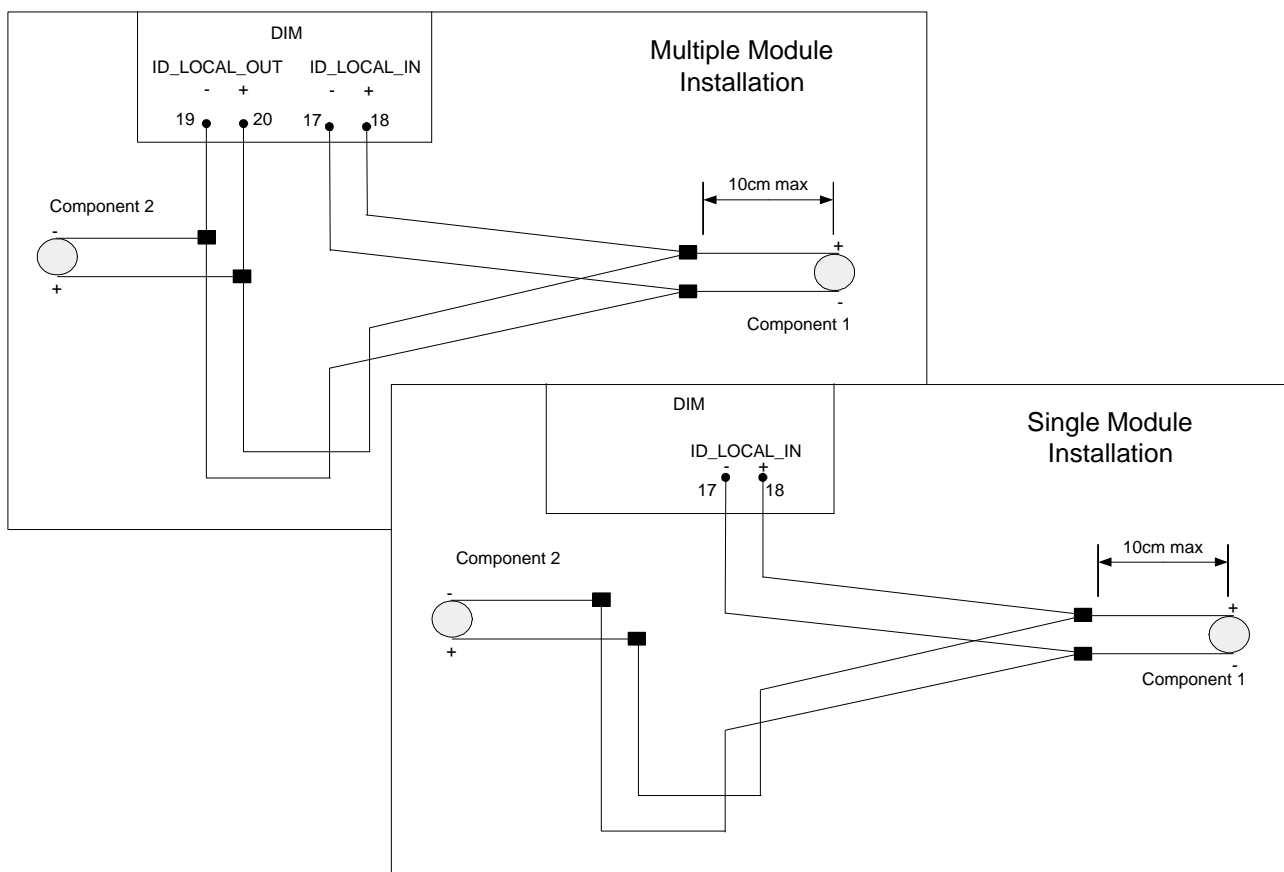 DIM
ID_LOCAL_OUT ID_LOCAL_IN
- + - +
19 20 17 18
Multiple Module
Installation
10cm max
Component 2
-
+
+
-
Component 1
DIM
ID_LOCAL_IN
- +
17 18
Single Module
Installation
10cm max
Component 2
-
+
+
-
Component 1